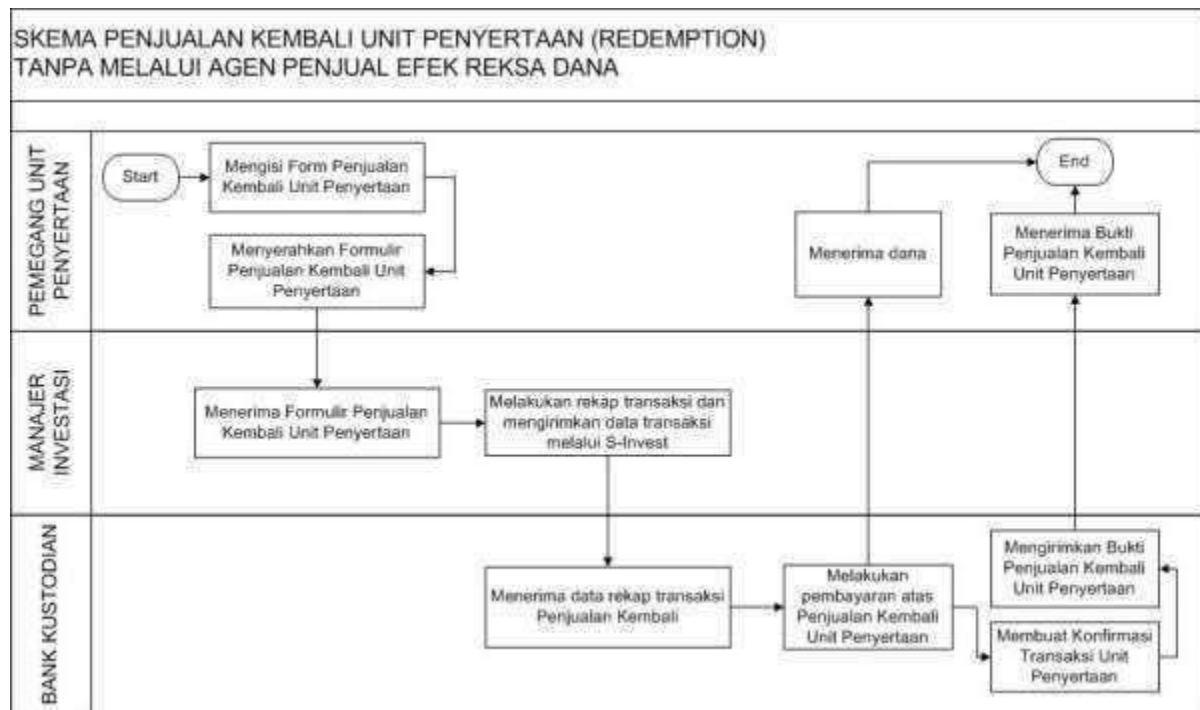 SKEMA PENJUALAN KEMBALI UNIT PENYERTAAN (REDEMPTION)
TANPA MELALUI AGEN PENJUAL EFEK REKSA DANA
PEMEGANG UNIT
PENYERTAAN
Start
Mengisi Form Penjualan
Kembali Unit Penyertaan
Menyerahkan Formulir
Penjualan Kembali Unit
Penyertaan
Menerima dana
End
Menerima Bukti
Penjualan Kembali
Unit Penyertaan
MANAJER
INVESTASI
Menerima Formulir Penjualan
Kembali Unit Penyertaan
Melakukan rekap transaksi dan
mengirimkan data transaksi
melalui S-Invest
BANK KUSTODIAN
Menerima data rekap transaksi
Penjualan Kembali
Melakukan
pembayaran atas
Penjualan Kembali
Unit Penyertaan
Mengirimkan Bukti
Penjualan Kembali
Unit Penyertaan
Membuat Konfirmasi
Transaksi Unit
Penyertaan